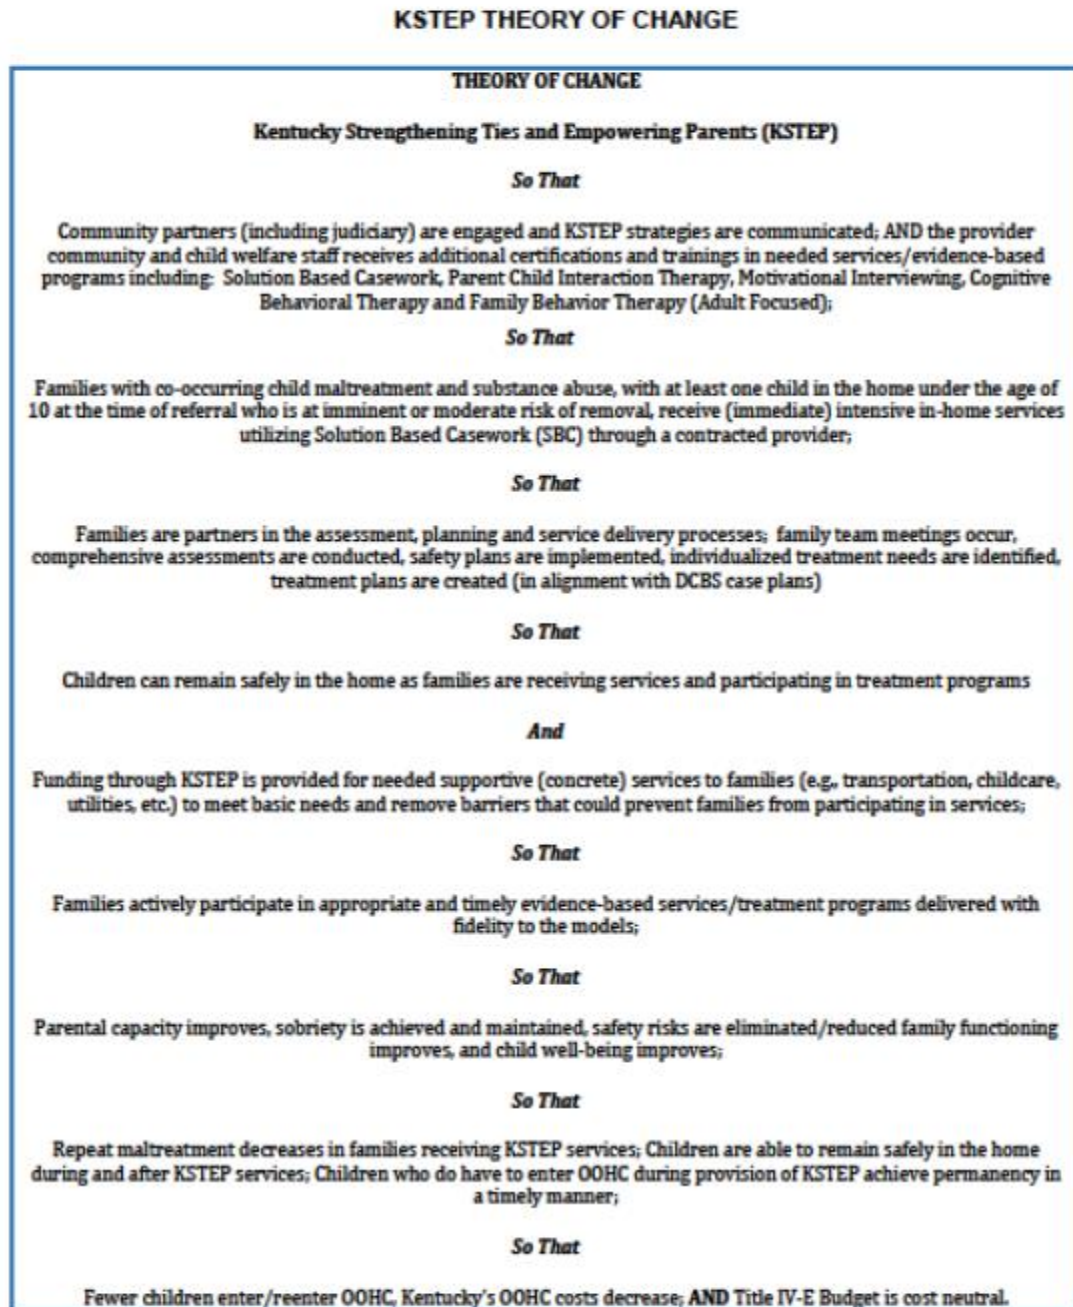 KSTEP THEORY OF CHANGE
THEORY OF CHANGE
Kentucky Strengthening Ties and Empowering Parents (KSTEP)
So That
Community partners (including judiciary) are engaged and KSTEP strategies are communicated; AND the provider
community and child welfare staff receives additional certifications and trainings in needed services/evidence-based
programs including: Solution Based Casework, Parent Child Interaction Therapy, Motivational Interviewing, Cognitive
Behavioral Therapy and Family Behavior Therapy (Adult Focused);
So That
Families with co-occurring child maltreatment and substance abuse, with at least one child in the home under the age of
10 at the time of referral who is at imminent or moderate risk of removal, receive (immediate) intensive in-home services
utilizing Solution Based Casework (SBC) through a contracted provider;
So That
Families are partners in the assessment, planning and service delivery processes; family team meetings occur,
comprehensive assessments are conducted, safety plans are implemented, individualized treatment needs are identified,
treatment plans are created (in alignment with DCBS case plans)
So That
Children can remain safely in the home as families are receiving services and participating in treatment programs
And
Funding through KSTEP is provided for needed supportive (concrete) services to families (e.g., transportation, childcare,
utilities, etc.) to meet basic needs and remove barriers that could prevent families from participating in services;
So That
Families actively participate in appropriate and timely evidence-based services/treatment programs delivered with
fidelity to the models;
So That
Parental capacity improves, sobriety is achieved and maintained, safety risks are eliminated/reduced family functioning
improves, and child well-being improves;
So That
Repeat maltreatment decreases in families receiving KSTEP services; Children are able to remain safely in the home
during and after KSTEP services; Children who do have to enter OOHC during provision of KSTEP achieve permanency in
a timely manner;
So That
Fewer children enter/reenter OOHC, Kentucky's OOHC costs decrease; AND Title IV-E Budget is cost neutral.